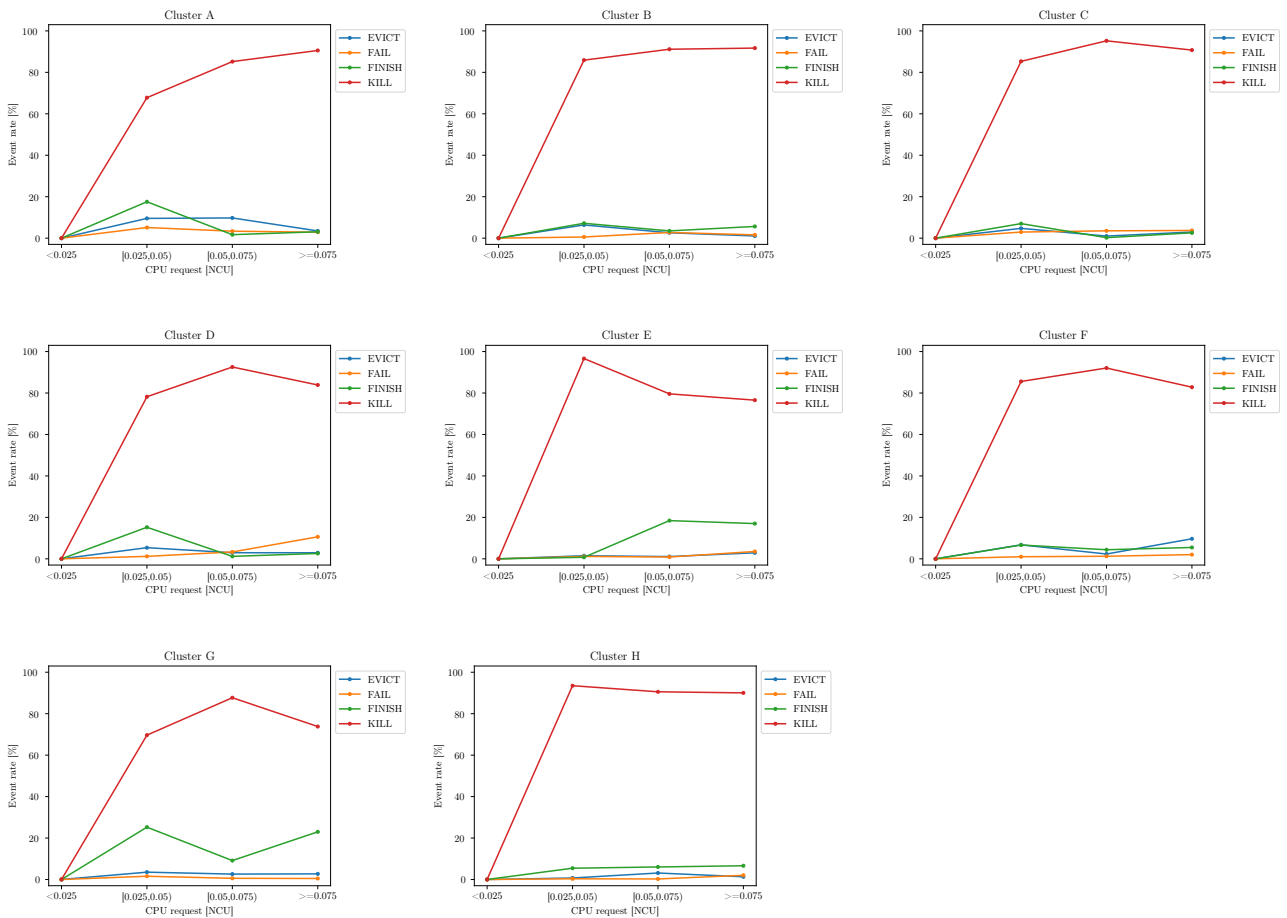 Cluster A
100
80
60
40
20
0
Event rate [%]
<0.025
[0.025,0.05)
[0.05,0.075)
>=0.075
CPU request [NCU]
EVICT
FAIL
FINISH
KILL
Cluster B
100
80
60
40
20
0
Event rate [%]
<0.025
[0.025,0.05)
[0.05,0.075)
>=0.075
CPU request [NCU]
EVICT
FAIL
FINISH
KILL
Cluster C
100
80
60
40
20
0
Event rate [%]
<0.025
[0.025,0.05)
[0.05,0.075)
>=0.075
CPU request [NCU]
EVICT
FAIL
FINISH
KILL
Cluster D
100
80
60
40
20
0
Event rate [%]
<0.025
[0.025,0.05)
[0.05,0.075)
>=0.075
CPU request [NCU]
EVICT
FAIL
FINISH
KILL
Cluster E
100
80
60
40
20
0
Event rate [%]
<0.025
[0.025,0.05)
[0.05,0.075)
>=0.075
CPU request [NCU]
EVICT
FAIL
FINISH
KILL
Cluster F
100
80
60
40
20
0
Event rate [%]
<0.025
[0.025,0.05)
[0.05,0.075)
>=0.075
CPU request [NCU]
EVICT
FAIL
FINISH
KILL
Cluster G
100
80
60
40
20
0
Event rate [%]
<0.025
[0.025,0.05)
[0.05,0.075)
>=0.075
CPU request [NCU]
EVICT
FAIL
FINISH
KILL
Cluster H
100
80
60
40
20
0
Event rate [%]
<0.025
[0.025,0.05)
[0.05,0.075)
>=0.075
CPU request [NCU]
EVICT
FAIL
FINISH
KILL